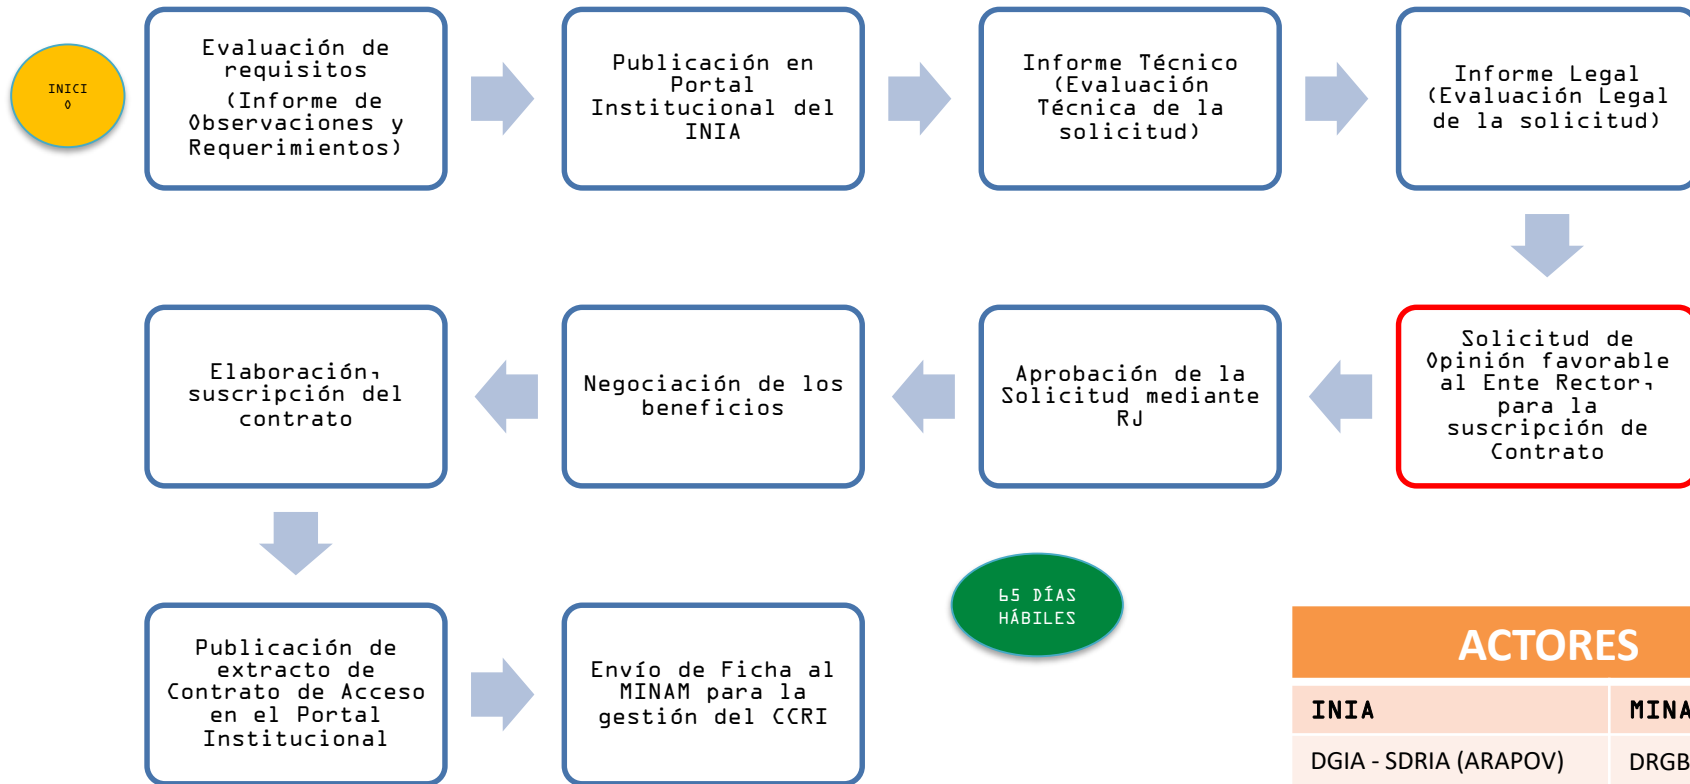 INICI
O
Evaluación de
requisitos
(Informe de
Observaciones y
Requerimientos)
Publicación en
Portal
Institucional del
INIA
Informe Técnico
(Evaluación
Técnica de la
solicitud)
Informe Legal
(Evaluación Legal
de la solicitud)
Solicitud de
Opinión favorable
al Ente Rector,
para la
suscripción de
Contrato
Aprobación de la
Solicitud mediante
RJ
Negociación de los
beneficios
Elaboración,
suscripción del
contrato
Publicación de
extracto de
Contrato de Acceso
en el Portal
Institucional
Envío de Ficha al
MINAM para la
gestión del CCRI
65 DÍAS
HÁBILES
ACTORES
INIA
MINA
DGIA - SDRIA (ARAPOV)
DRGB